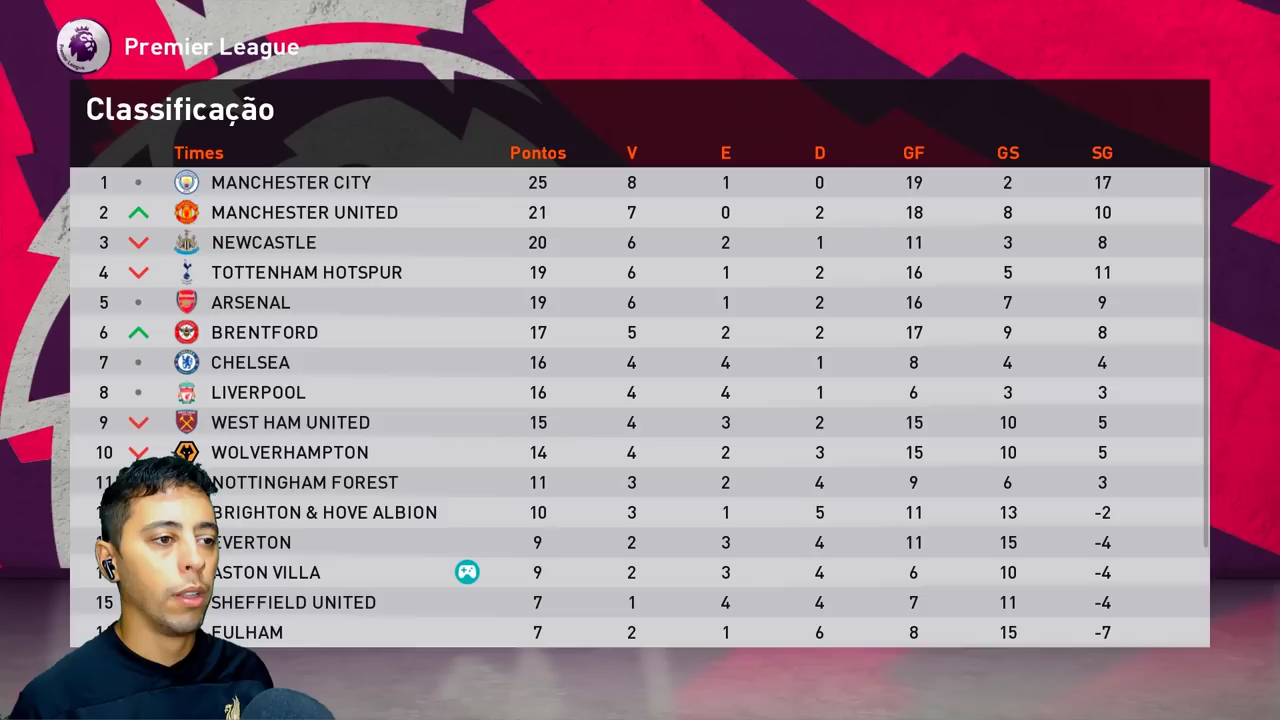 Premier League
Classificação
Times Pontos V E D GF GS SG
1 MANCHESTER CITY 25 8 1 0 19 2 17
2 MANCHESTER UNITED 21 7 0 2 18 8 10
3 NEWCASTLE 20 6 2 1 11 3 8
4 TOTTENHAM HOTSPUR 19 6 1 2 16 5 11
5 ARSENAL 19 6 1 2 16 7 9
6 BRENTFORD 17 5 2 2 17 9 8
7 CHELSEA 16 4 4 1 8 4 4
8 LIVERPOOL 16 4 4 1 6 3 3
9 WEST HAM UNITED 15 4 3 2 15 10 5
10 WOLVERHAMPTON 14 4 2 3 15 10 5
11 NOTTINGHAM FOREST 11 3 2 4 9 6 3
BRIGHTON & HOVE ALBION 10 3 1 5 11 13 -2
EVERTON 9 2 3 4 11 15 -4
ASTON VILLA 9 2 3 4 6 10 -4
15 SHEFFIELD UNITED 7 1 4 4 7 11 -4
FULHAM 7 2 1 6 8 15 -7